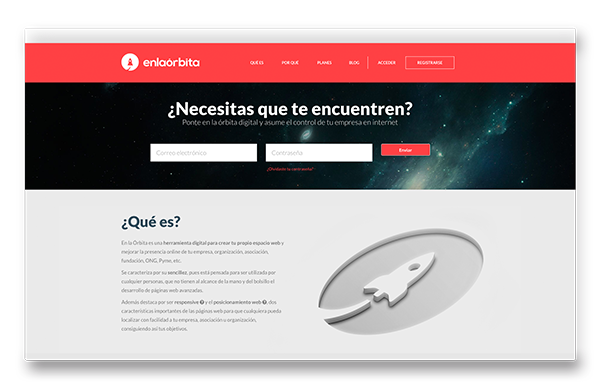 enlaórbita
QUÉ ES
POR QUÉ
PLANES
BLOG
ACCEDER
REGISTRARSE
¿Necesitas que te encuentren?
Ponte en la órbita digital y asume el control de tu empresa en internet
Correo electrónico
Contraseña
Enviar
¿Olvidaste tu contraseña?
¿Qué es?
En la Órbita es una herramienta digital para crear tu propio espacio web y
mejorar la presencia online de tu empresa, organización, asociación,
fundación, ONG, Pyme, etc.
Se caracteriza por su sencillez, pues está pensada para ser utilizada por
cualquier personas, que no tienen al alcance de la mano y del bolsillo el
desarrollo de páginas web avanzadas.
Además destaca por ser responsive ? y el posicionamiento web ?, dos
características importantes de las páginas web para que cualquiera pueda
localizar con facilidad a tu empresa, asociación u organización,
consiguiendo así tus objetivos.